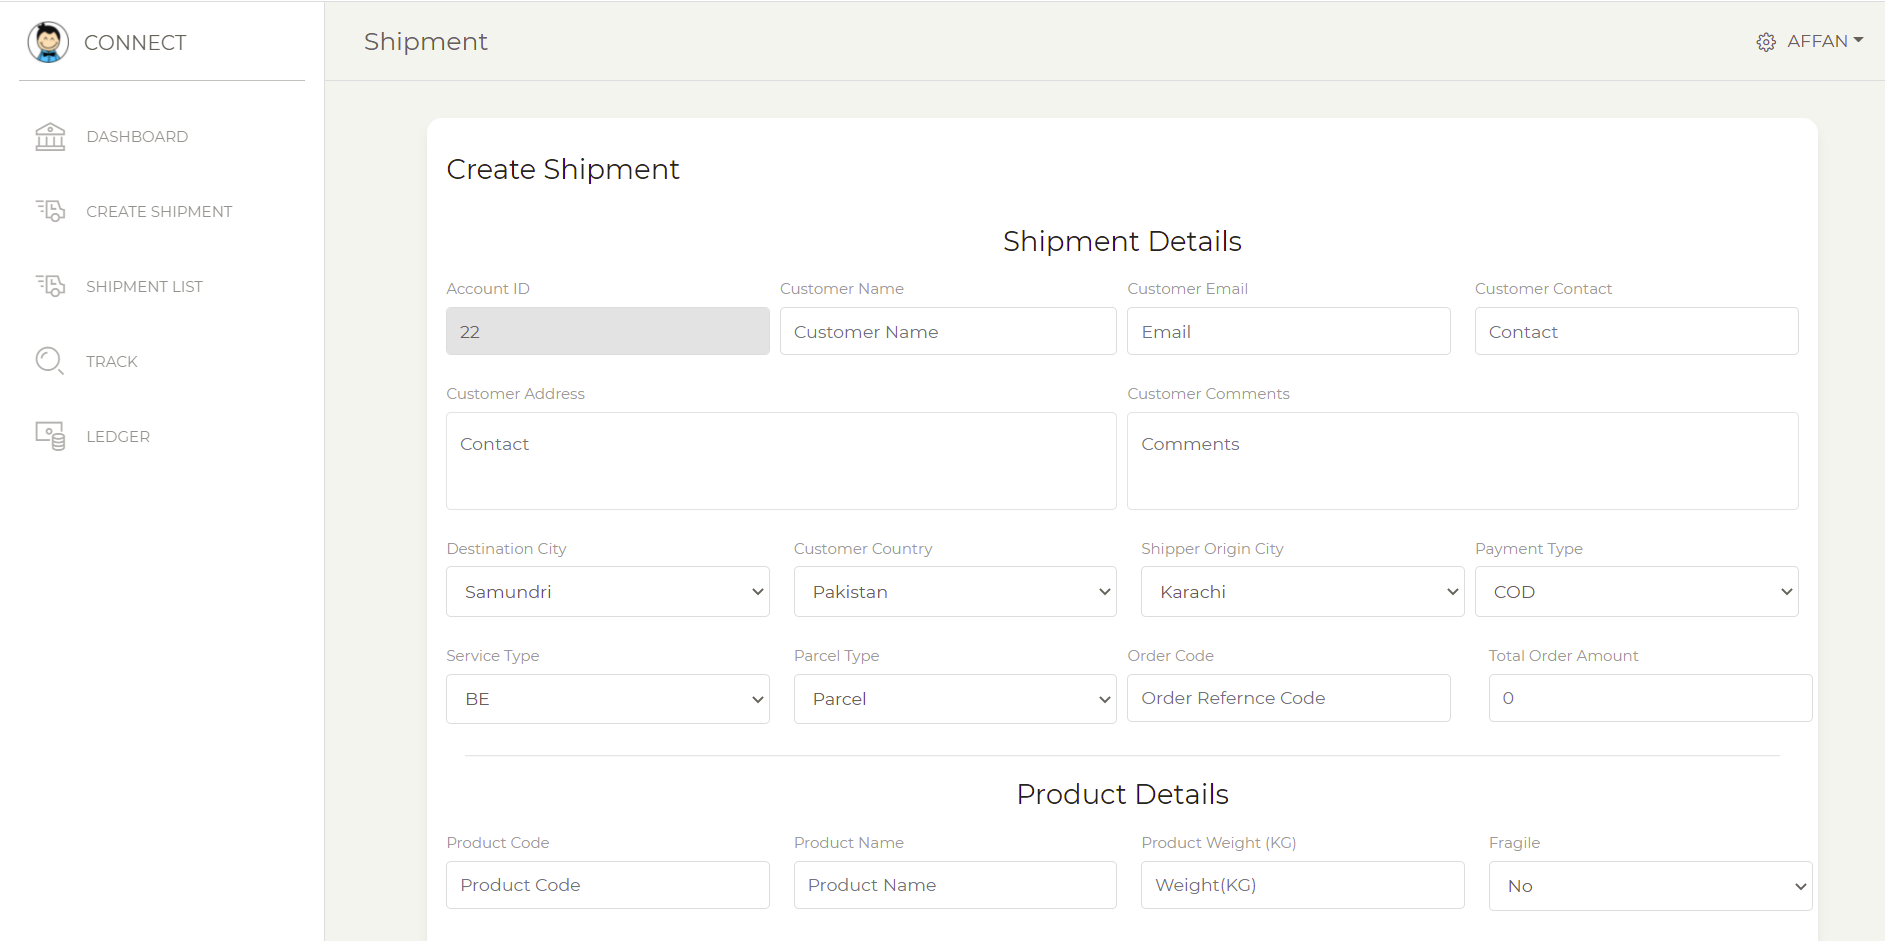 CONNECT
Shipment
AFFAN
DASHBOARD
CREATE SHIPMENT
SHIPMENT LIST
TRACK
LEDGER
Create Shipment
Shipment Details
Account ID Customer Name Customer Email Customer Contact
22 Customer Name Email Contact
Customer Address Customer Comments
Contact Comments
Destination City Customer Country Shipper Origin City Payment Type
Samundri Pakistan Karachi COD
Service Type Parcel Type Order Code Total Order Amount
BE Parcel Order Refernce Code 0
Product Details
Product Code Product Name Product Weight (KG) Fragile
Product Code Product Name Weight(KG) No